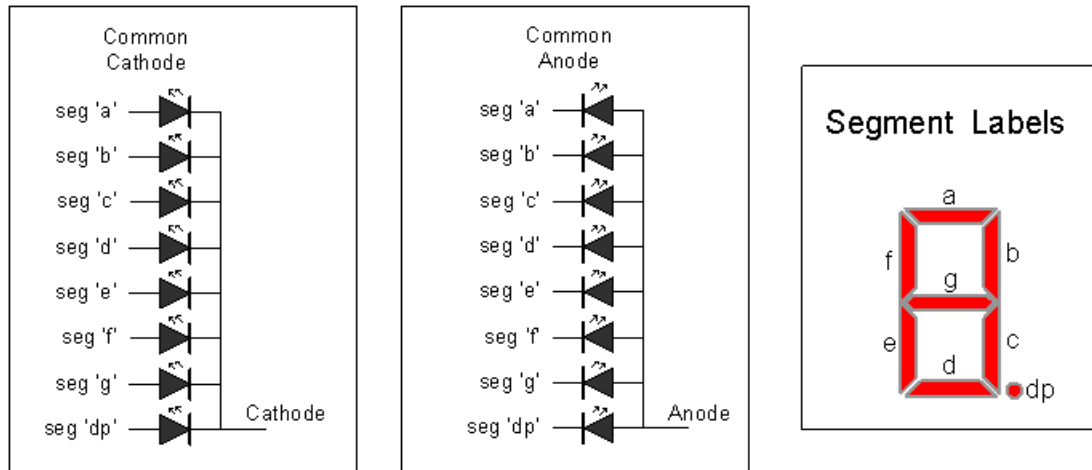 Common
Cathode
seg 'a'
seg 'b'
seg 'c'
seg 'd'
seg 'e'
seg 'f'
seg 'g'
seg 'dp'
Cathode
Common
Anode
seg 'a'
seg 'b'
seg 'c'
seg 'd'
seg 'e'
seg 'f'
seg 'g'
seg 'dp'
Anode
Segment Labels
a
f
b
g
e
c
d
dp